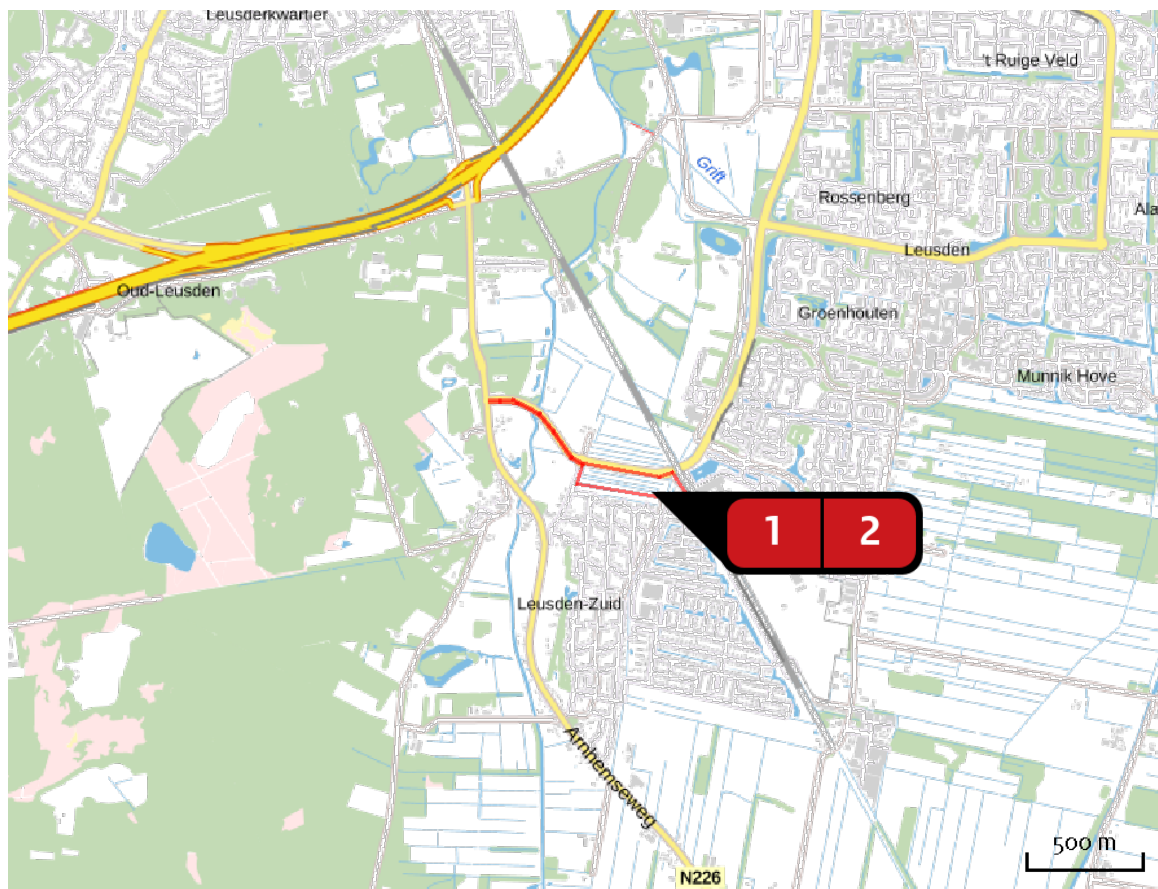 Leusderkwartier
't Ruige Veld
Grift
Rossenberg
Ala
Leusden
Oud-Leusden
Groenhouten
Munnik Hove
1 2
Leusden-Zuid
Arnhemseweg
500 m
N226